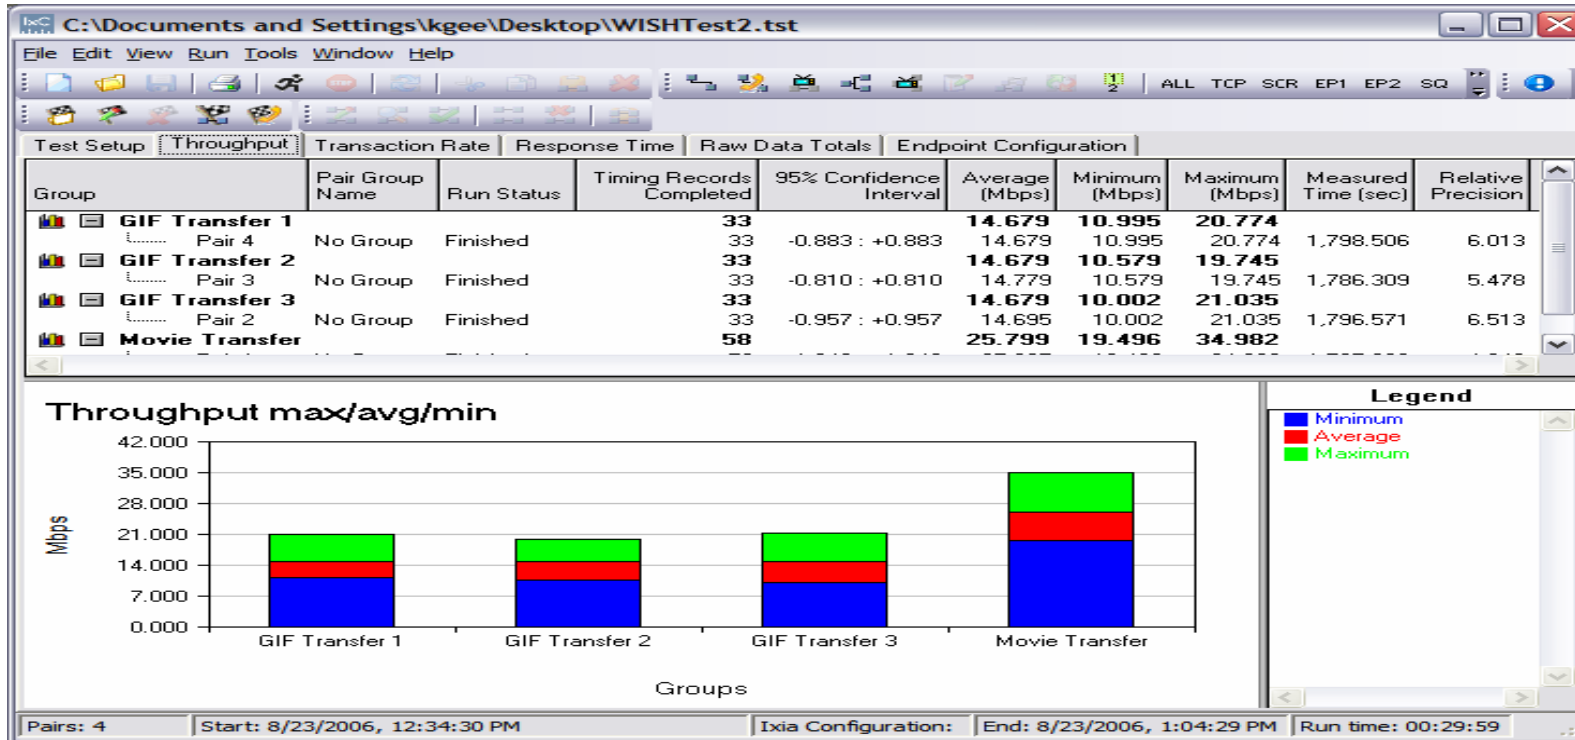 IxC C:\Documents and Settings\kgee\Desktop\WISHTest2.tst
File Edit View Run Tools Window Help
ALL TCP SCR EP1 EP2 SQ
Test Setup Throughput Transaction Rate Response Time Raw Data Totals Endpoint Configuration
Group Pair Group Name Run Status Timing Records Completed 95% Confidence Interval Average (Mbps) Minimum (Mbps) Maximum (Mbps) Measured Time (sec) Relative Precision
GIF Transfer 1 33 14.679 10.995 20.774
Pair 4 No Group Finished 33 -0.883 : +0.883 14.679 10.995 20.774 1,798.506 6.013
GIF Transfer 2 33 14.679 10.579 19.745
Pair 3 No Group Finished 33 -0.810 : +0.810 14.779 10.579 19.745 1,786.309 5.478
GIF Transfer 3 33 14.679 10.002 21.035
Pair 2 No Group Finished 33 -0.957 : +0.957 14.695 10.002 21.035 1,796.571 6.513
Movie Transfer 58 25.799 19.496 34.982
Throughput max/avg/min
Legend
Minimum
Average
Maximum
42.000
35.000
28.000
21.000
14.000
7.000
0.000
Mbps
GIF Transfer 1 GIF Transfer 2 GIF Transfer 3 Movie Transfer
Groups
Pairs: 4 Start: 8/23/2006, 12:34:30 PM Ixia Configuration: End: 8/23/2006, 1:04:29 PM Run time: 00:29:59